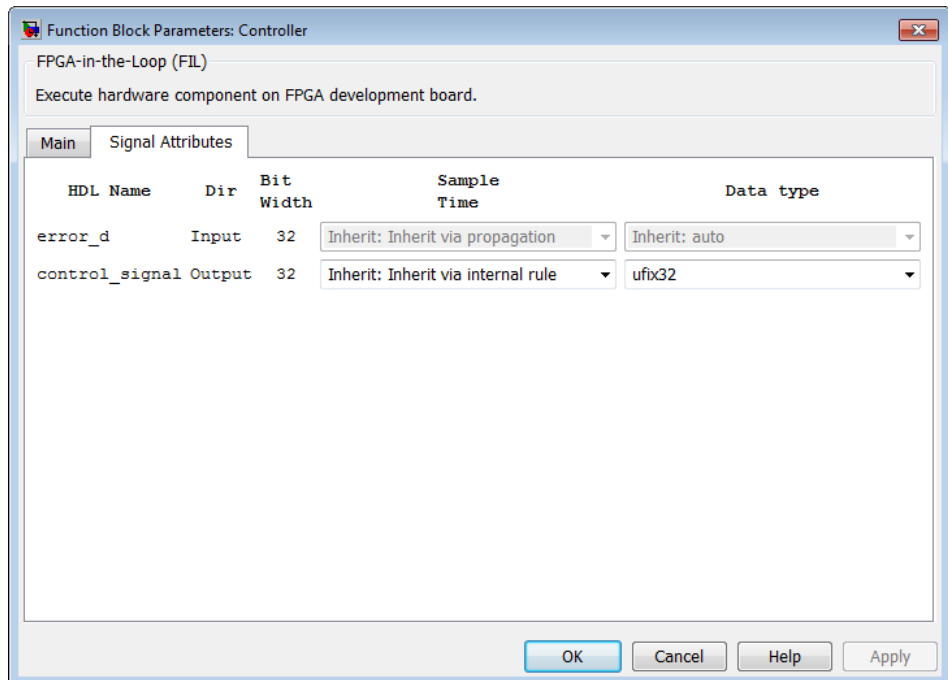 Function Block Parameters: Controller
FPGA-in-the-Loop (FIL)
Execute hardware component on FPGA development board.
Main Signal Attributes
HDL Name Dir Bit Width Sample Time Data type
error_d Input 32 Inherit: Inherit via propagation Inherit: auto
control_signal Output 32 Inherit: Inherit via internal rule ufix32
OK Cancel Help Apply